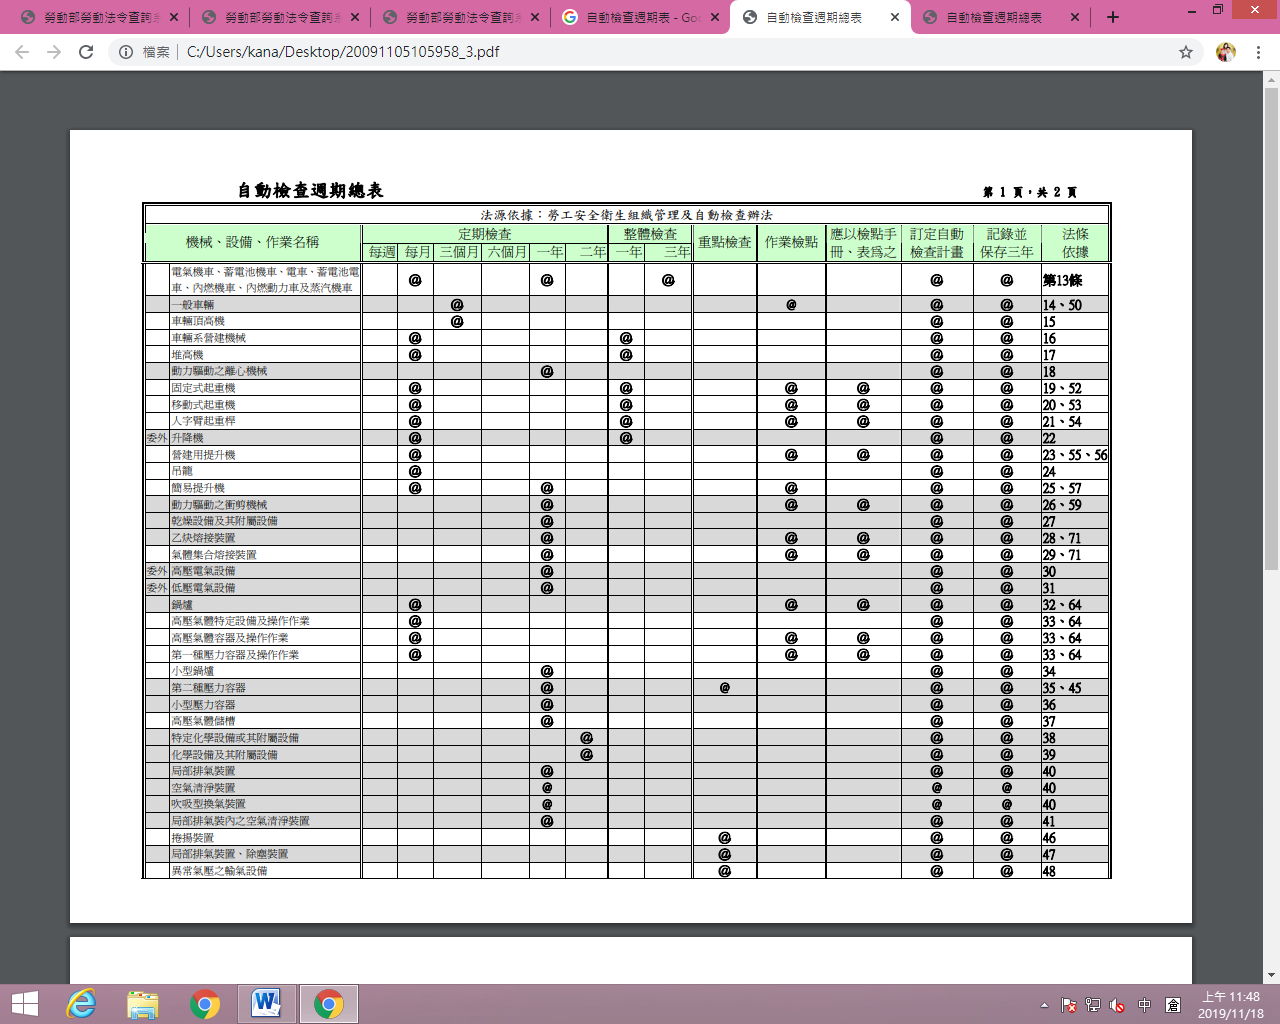 勞動部勞動法令查詢
勞動部勞動法令查詢
勞動部勞動法令查詢
自動檢查週期表 - Goo
自動檢查週期總表
自動檢查週期總表
檔案 C:/Users/kana/Desktop/20091105105958_3.pdf
自動檢查週期總表 第 1 頁，共 2 頁
法源依據：勞工安全衛生組織管理及自動檢查辦法
機械、設備、作業名稱 定期檢查 整體檢查 重點檢查 作業檢點 應以檢點手冊、表為之 訂定自動檢查計畫 記錄並保存三年 法條依據
每週 每月 三個月 六個月 一年 二年 一年 三年
電氣機車、蓄電池機車、電車、蓄電池電車、內燃機車、內燃動力車及蒸汽機車 @ @ @ @ @ 第13條
一般車輛 @ @ @ @ 14、50
車輛頂高機 @ @ @ 15
車輛系營建機械 @ @ @ @ 16
堆高機 @ @ @ @ 17
動力驅動之離心機械 @ @ @ 18
固定式起重機 @ @ @ @ @ @ 19、52
移動式起重機 @ @ @ @ @ @ 20、53
人字臂起重桿 @ @ @ @ @ @ 21、54
委外 升降機 @ @ @ @ 22
營建用提升機 @ @ @ @ @ 23、55、56
吊籠 @ @ @ 24
簡易提升機 @ @ @ @ @ 25、57
動力驅動之衝剪機械 @ @ @ @ @ 26、59
乾燥設備及其附屬設備 @ @ @ 27
乙炔熔接裝置 @ @ @ @ @ 28、71
氣體集合熔接裝置 @ @ @ @ @ 29、71
委外 高壓電氣設備 @ @ @ 30
委外 低壓電氣設備 @ @ @ 31
鍋爐 @ @ @ @ @ 32、64
高壓氣體特定設備及操作作業 @ @ @ 33、64
高壓氣體容器及操作作業 @ @ @ @ @ 33、64
第一種壓力容器及操作作業 @ @ @ @ @ 33、64
小型鍋爐 @ @ @ 34
第二種壓力容器 @ @ @ @ 35、45
小型壓力容器 @ @ @ 36
高壓氣體儲槽 @ @ @ 37
特定化學設備或其附屬設備 @ @ @ 38
化學設備及其附屬設備 @ @ @ 39
局部排氣裝置 @ @ @ 40
空氣清淨裝置 @ @ @ 40
吹吸型換氣裝置 @ @ @ 40
局部排氣裝內之空氣清淨裝置 @ @ @ 41
捲揚裝置 @ @ @ 46
局部排氣裝置、除塵裝置 @ @ @ 47
異常氣壓之輸氣設備 @ @ @ 48
中 倉 上午 11:48
2019/11/18